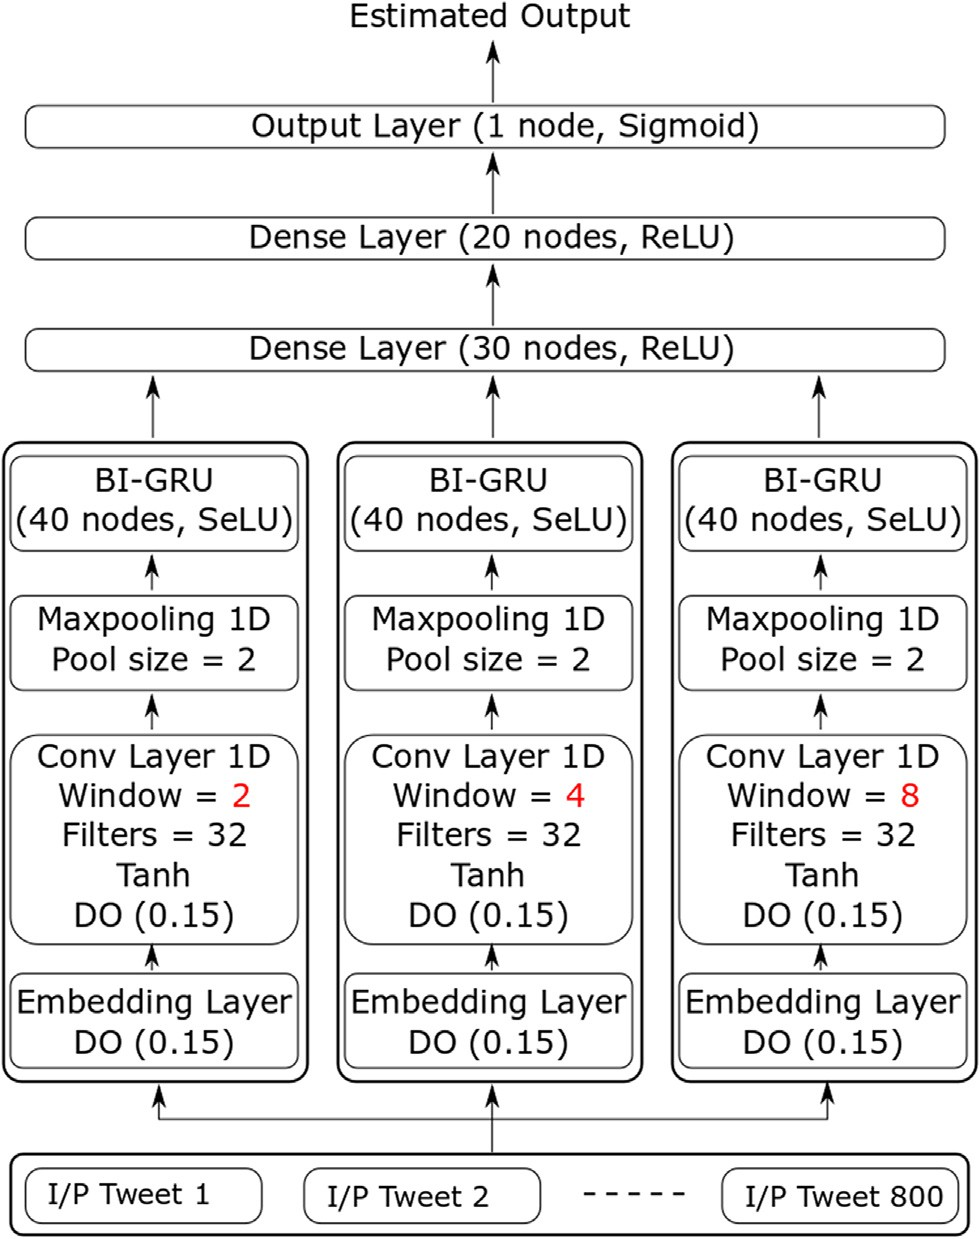 Estimated Output
Output Layer (1 node, Sigmoid)
Dense Layer (20 nodes, ReLU)
Dense Layer (30 nodes, ReLU)
BI-GRU
(40 nodes, SeLU)
Maxpooling 1D
Pool size = 2
Conv Layer 1D
Window = 2
Filters = 32
Tanh
DO (0.15)
Embedding Layer
DO (0.15)
BI-GRU
(40 nodes, SeLU)
Maxpooling 1D
Pool size = 2
Conv Layer 1D
Window = 4
Filters = 32
Tanh
DO (0.15)
Embedding Layer
DO (0.15)
BI-GRU
(40 nodes, SeLU)
Maxpooling 1D
Pool size = 2
Conv Layer 1D
Window = 8
Filters = 32
Tanh
DO (0.15)
Embedding Layer
DO (0.15)
I/P Tweet 1
I/P Tweet 2
I/P Tweet 800